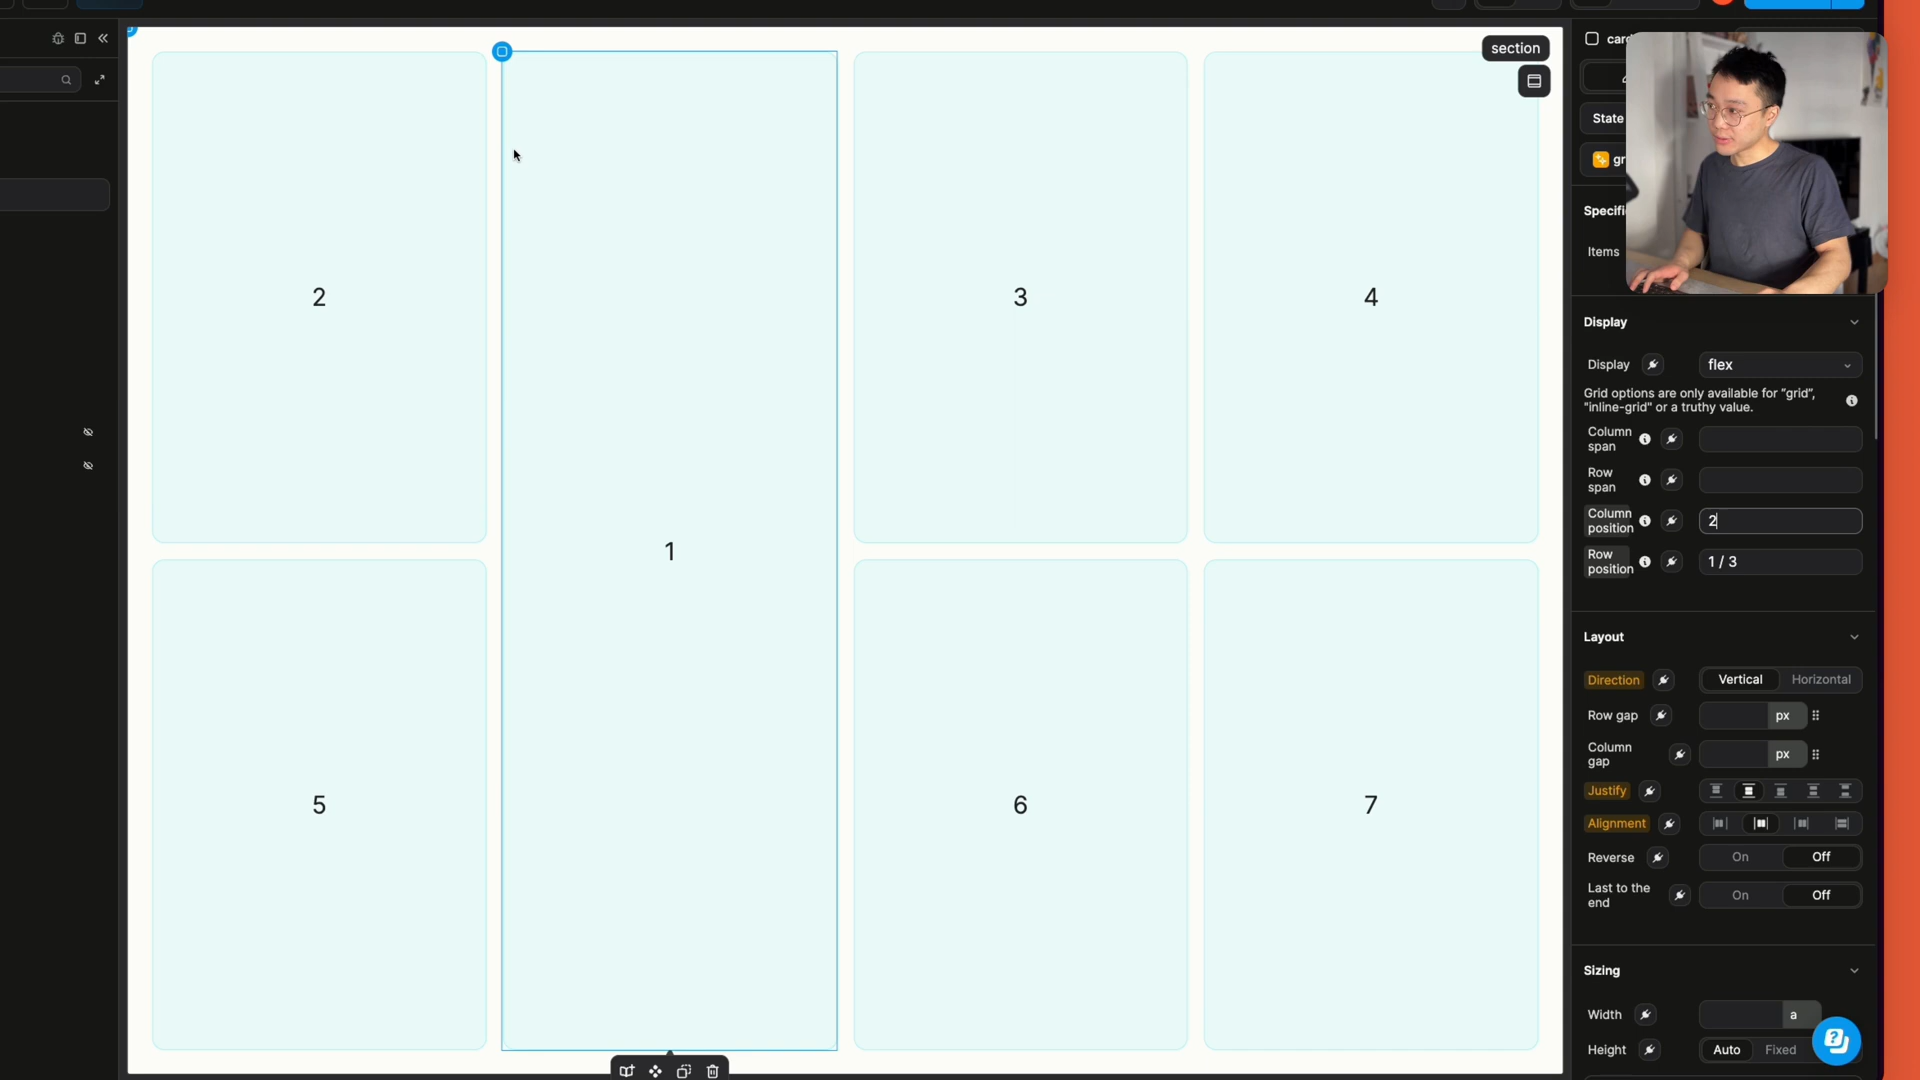 section
2
3
4
1
5
6
7
State
Specifi
Items
Display
Display
flex
Grid options are only available for "grid",
"inline-grid" or a truthy value.
Column
span
Row
span
Column
position
2
Row
position
1 / 3
Layout
Direction
Vertical
Horizontal
Row gap
px
Column
gap
px
Justify
Alignment
Reverse
On
Off
Last to the
end
On
Off
Sizing
Width
a
Height
Auto
Fixed